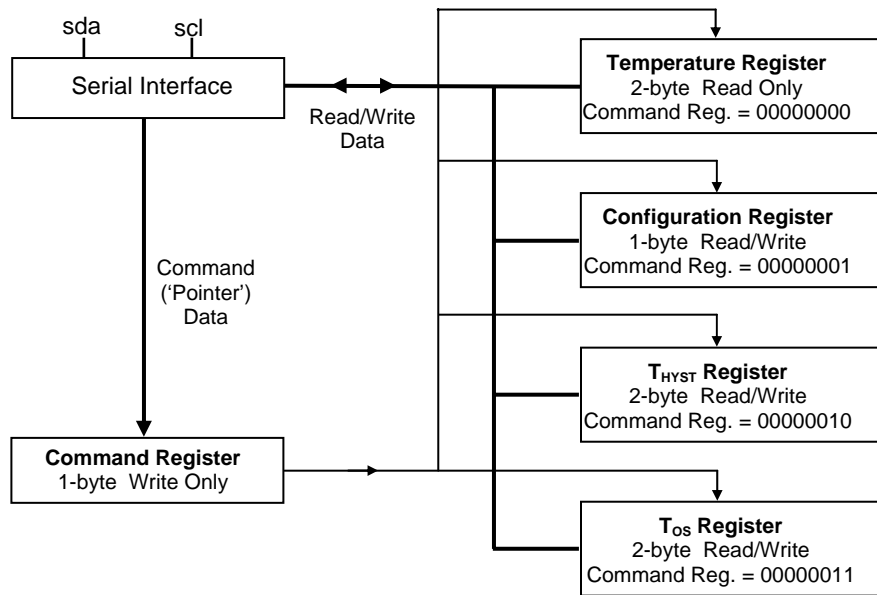 sda
scl
Serial Interface
Read/Write
Data
Command
('Pointer')
Data
Command Register
1-byte Write Only
Temperature Register
2-byte Read Only
Command Reg. = 00000000
Configuration Register
1-byte Read/Write
Command Reg. = 00000001
THYST Register
2-byte Read/Write
Command Reg. = 00000010
TOS Register
2-byte Read/Write
Command Reg. = 00000011